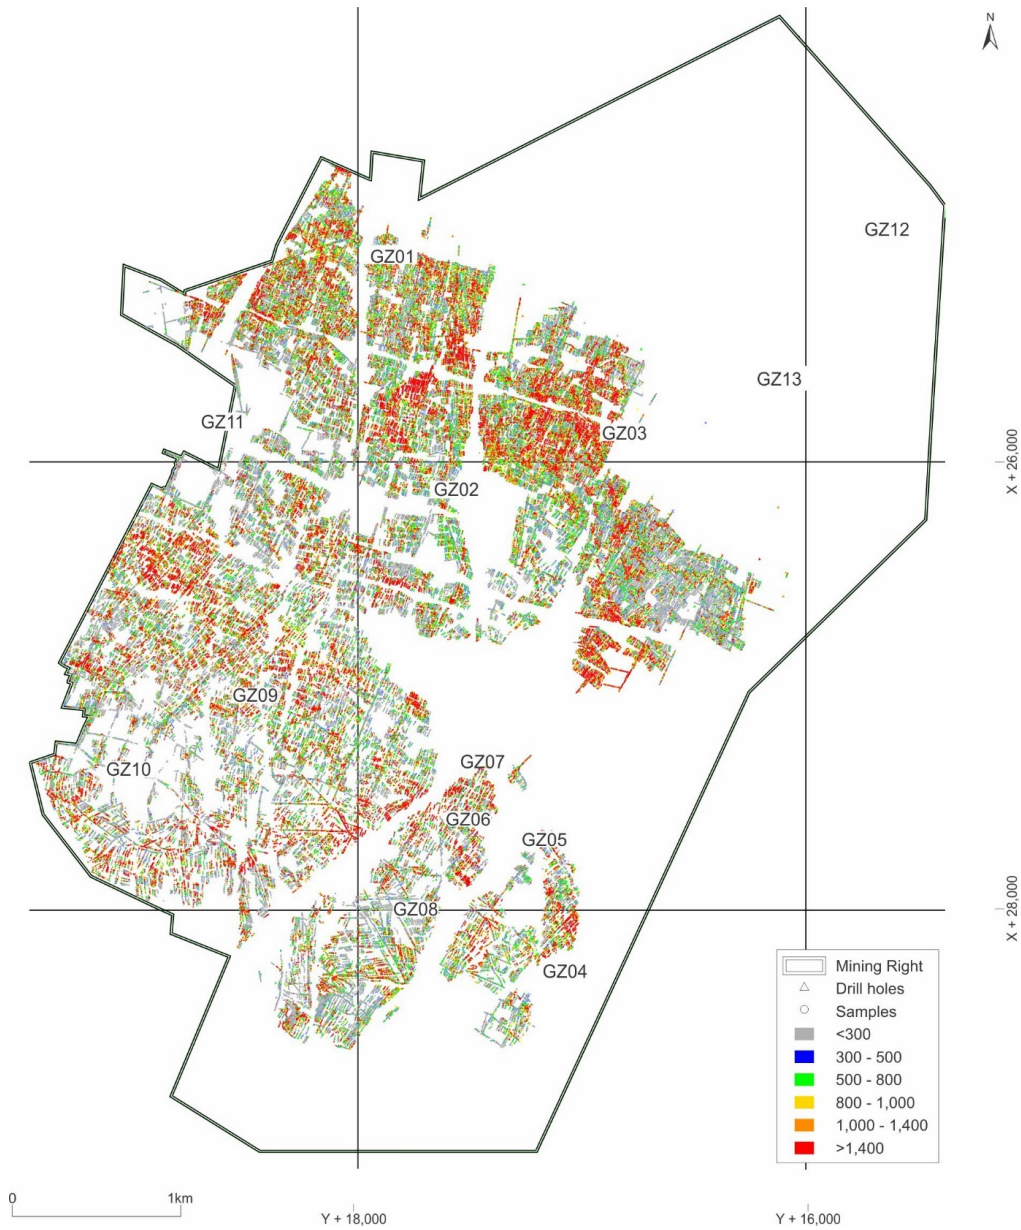 N
GZ12
GZ01
GZ13
GZ11
GZ03
X + 26,000
GZ02
GZ09
GZ10
GZ07
GZ06
GZ05
GZ08
X + 28,000
GZ04
Mining Right
Drill holes
Samples
<300
300 - 500
500 - 800
800 - 1,000
1,000 - 1,400
>1,400
0
1km
Y + 18,000
Y + 16,000